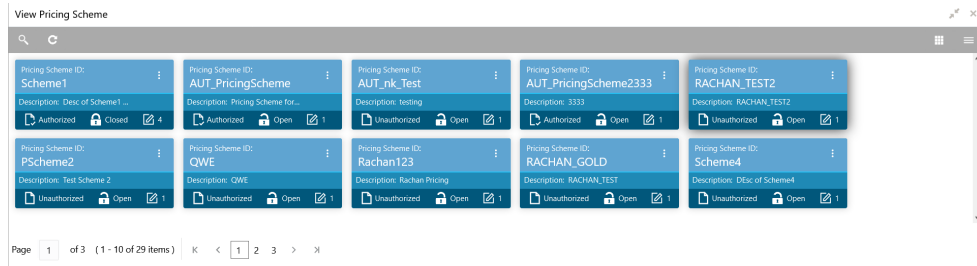 View Pricing Scheme
Pricing Scheme ID:
Scheme1
Description: Desc of Scheme1 ...
Authorized Closed 4
Pricing Scheme ID:
AUT_PricingScheme
Description: Pricing Scheme for...
Authorized Open 1
Pricing Scheme ID:
AUT_nk_Test
Description: testing
Unauthorized Open 1
Pricing Scheme ID:
AUT_PricingScheme2333
Description: 3333
Authorized Open 1
Pricing Scheme ID:
RACHAN_TEST2
Description: RACHAN_TEST2
Unauthorized Open 1
Pricing Scheme ID:
PScheme2
Description: Test Scheme 2
Unauthorized Open 1
Pricing Scheme ID:
QWE
Description: QWE
Unauthorized Open 1
Pricing Scheme ID:
Rachan123
Description: Rachan Pricing
Unauthorized Open 1
Pricing Scheme ID:
RACHAN_GOLD
Description: RACHAN_TEST
Unauthorized Open 1
Pricing Scheme ID:
Scheme4
Description: DEsc of Scheme4
Unauthorized Open 1
Page 1 of 3 (1 - 10 of 29 items) 1 2 3